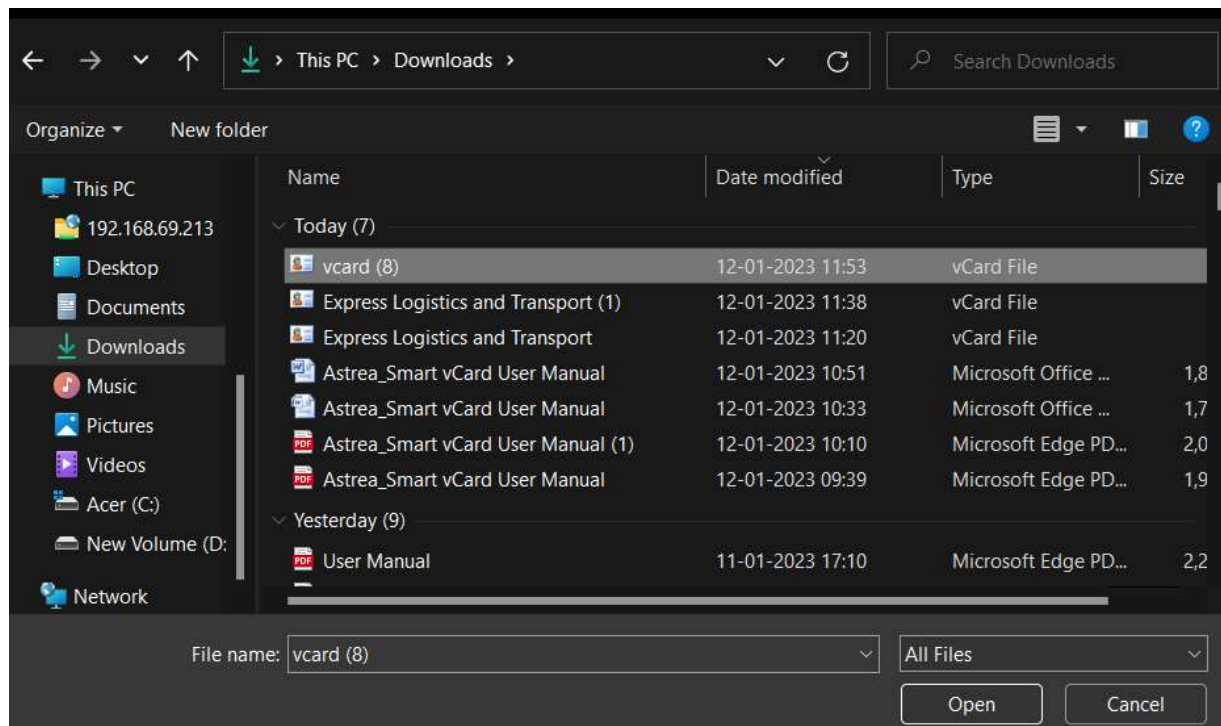 This PC > Downloads >
Search Downloads
Organize New folder
Name Date modified Type Size
This PC
192.168.69.213
Desktop
Documents
Downloads
Music
Pictures
Videos
Acer (C:)
New Volume (D:
Network
Today (7)
vcard (8) 12-01-2023 11:53 vCard File
Express Logistics and Transport (1) 12-01-2023 11:38 vCard File
Express Logistics and Transport 12-01-2023 11:20 vCard File
Astrea_Smart vCard User Manual 12-01-2023 10:51 Microsoft Office ... 1,8
Astrea_Smart vCard User Manual 12-01-2023 10:33 Microsoft Office ... 1,7
Astrea_Smart vCard User Manual (1) 12-01-2023 10:10 Microsoft Edge PD... 2,0
Astrea_Smart vCard User Manual 12-01-2023 09:39 Microsoft Edge PD... 1,9
Yesterday (9)
User Manual 11-01-2023 17:10 Microsoft Edge PD... 2,2
File name: vcard (8) All Files
Open Cancel